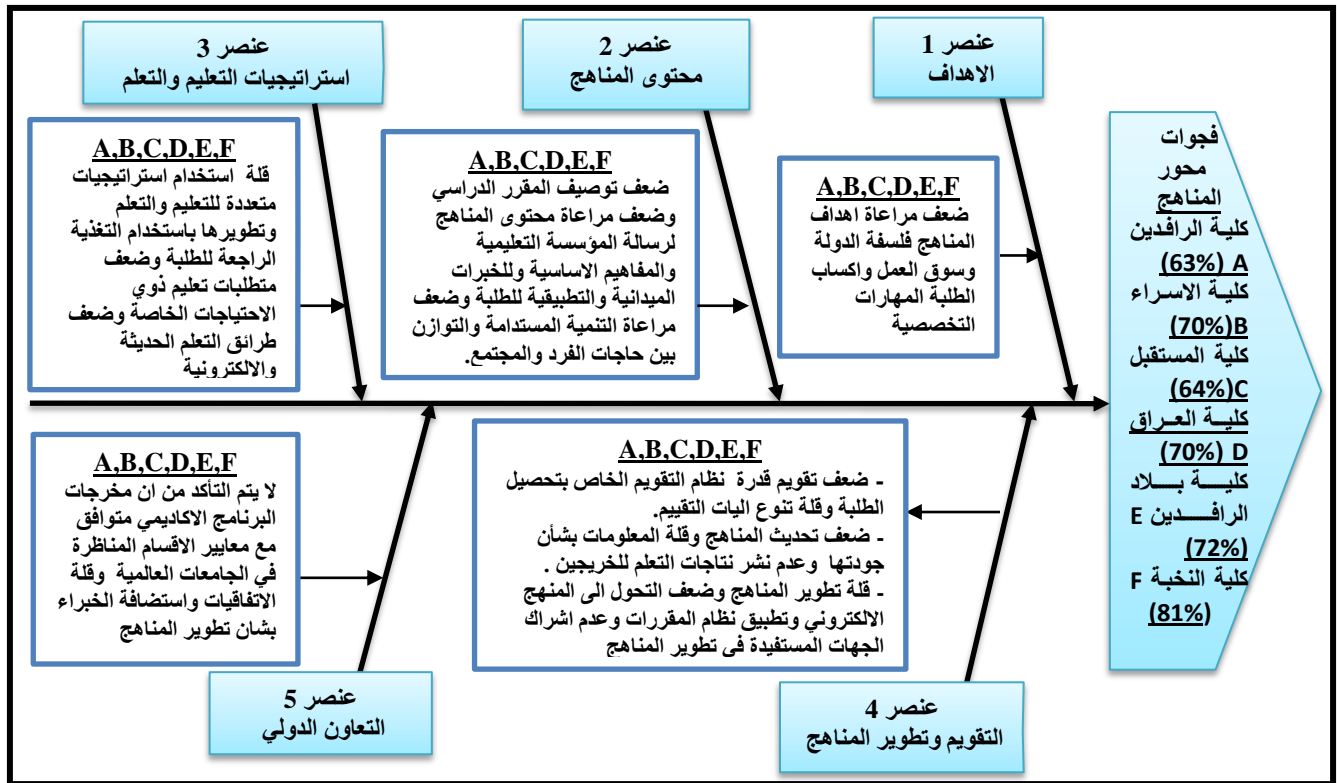 عنصر 1
الاهداف
عنصر 2
محتوى المناهج
عنصر 3
استراتيجيات التعليم والتعلم
A,B,C,D,E,F
ضعف مراعاة اهداف
المناهج فلسفة الدولة
وسوق العمل واكساب
الطلبة المهارات
التخصصية
A,B,C,D,E,F
ضعف توصيف المقرر الدراسي
وضعف مراعاة محتوى المناهج
لرسالة المؤسسة التعليمية
والمفاهيم الاساسية وللخبرات
الميدانية والتطبيقية للطلبة وضعف
مراعاة التنمية المستدامة والتوازن
بين حاجات الفرد والمجتمع.
A,B,C,D,E,F
قلة استخدام استراتيجيات
متعددة للتعليم والتعلم
وتطويرها باستخدام التغذية
الراجعة للطلبة وضعف
متطلبات تعليم ذوي
الاحتياجات الخاصة وضعف
طرائق التعلم الحديثة
والالكترونية
فجوات
محور
المناهج
كلية الرافدين
A (63%)
كلية الاسراء
B(70%)
كلية المستقبل
C(64%)
كليــة العـراق
D (70%)
كليــــة بـــــلاد
الرافـــــدين E
(72%)
كلية النخبة F
(81%)
A,B,C,D,E,F
- ضعف تقويم قدرة نظام التقويم الخاص بتحصيل
الطلبة وقلة تنوع اليات التقييم.
- ضعف تحديث المناهج وقلة المعلومات بشأن
جودتها وعدم نشر نتاجات التعلم للخريجين .
- قلة تطوير المناهج وضعف التحول الى المنهج
الالكتروني وتطبيق نظام المقررات وعدم اشراك
الجهات المستفيدة في تطوير المناهج
A,B,C,D,E,F
لا يتم التأكد من ان مخرجات
البرنامج الاكاديمي متوافق
مع معايير الاقسام المناظرة
في الجامعات العالمية وقلة
الاتفاقيات واستضافة الخبراء
بشان تطوير المناهج
عنصر 4
التقويم وتطوير المناهج
عنصر 5
التعاون الدولي